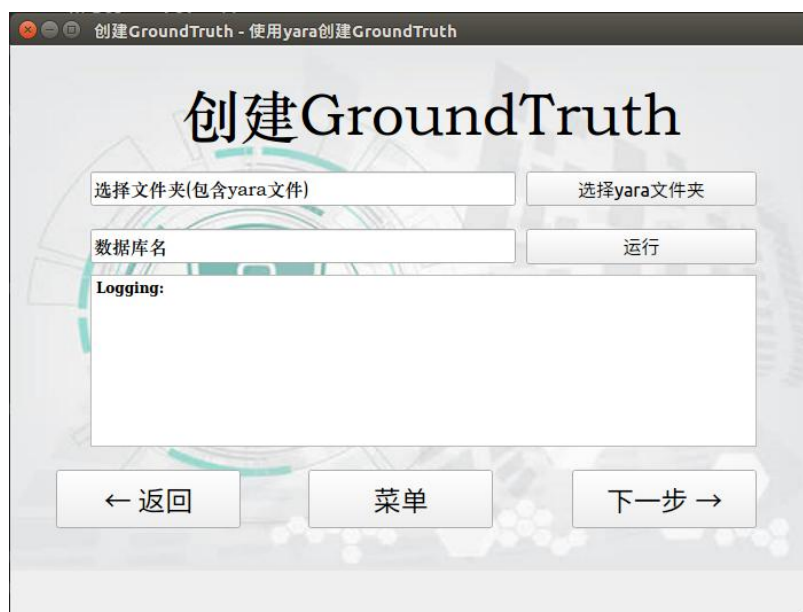 创建GroundTruth - 使用yara创建GroundTruth
创建GroundTruth
选择文件夹(包含yara文件)
选择yara文件夹
数据库名
运行
Logging:
← 返回
菜单
下一步 →